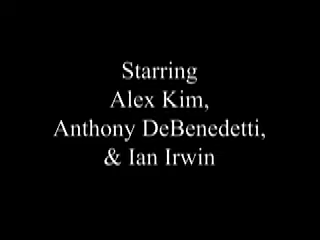 Starring
Alex Kim,
Anthony DeBenedetti,
& Ian Irwin